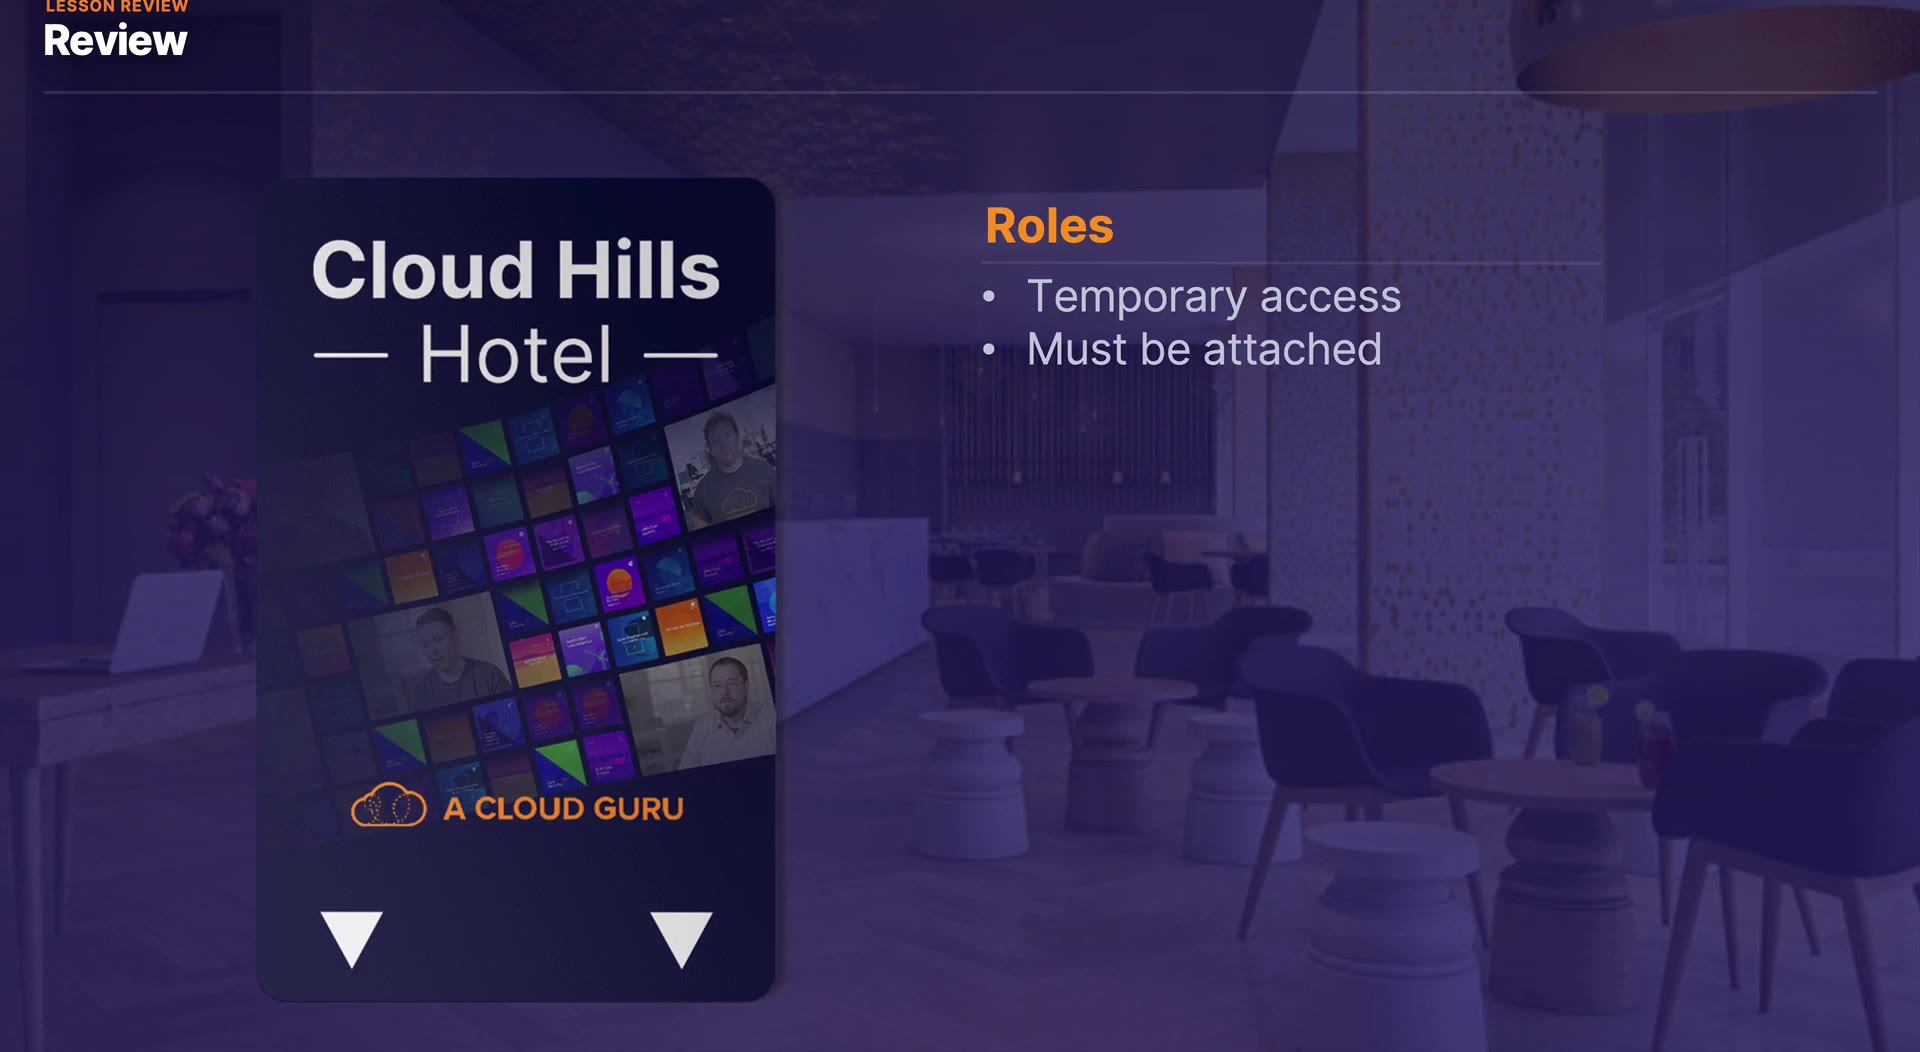 LESSON REVIEW
Review
Cloud Hills
Hotel
A CLOUD GURU
Roles
• Temporary access
• Must be attached